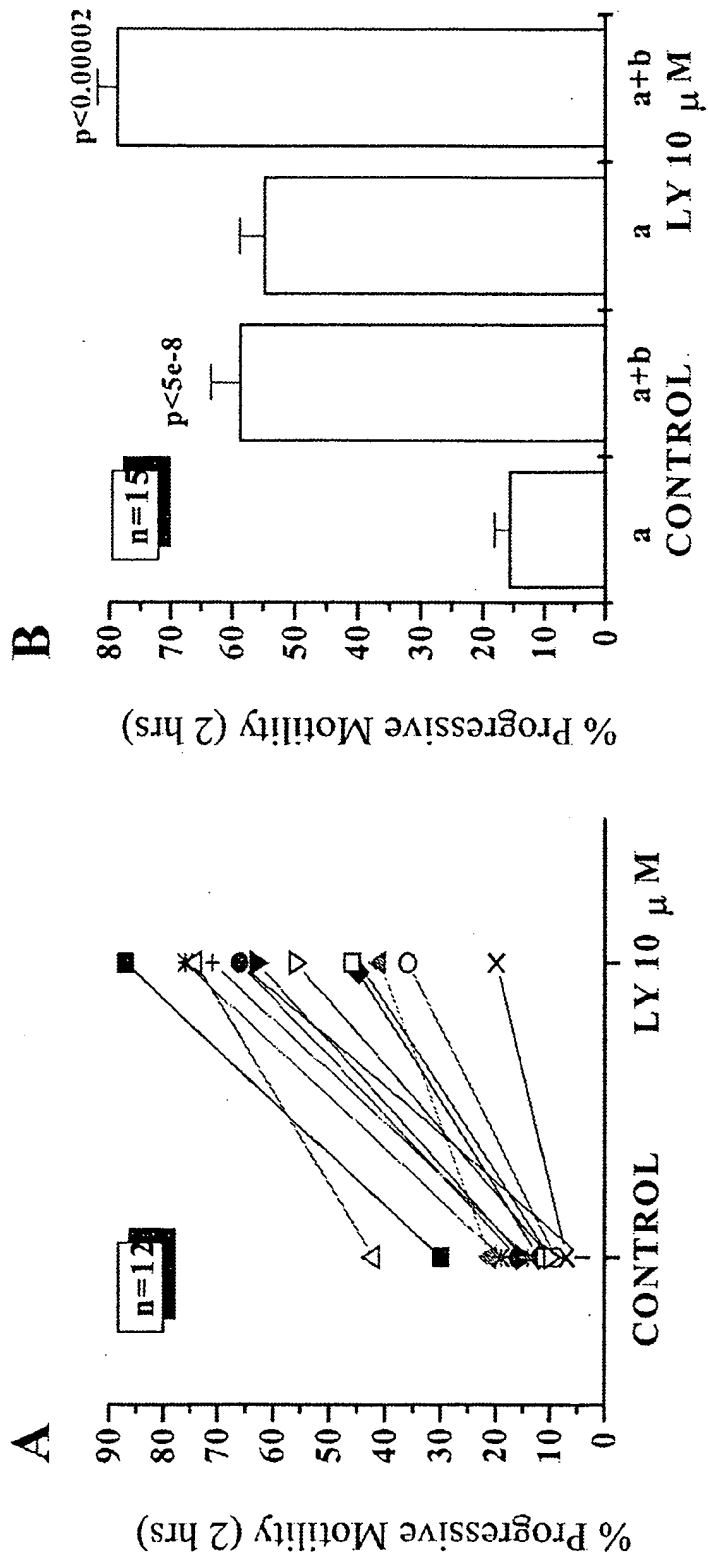 A
n=12
% Progressive Motility (2 hrs)
90
80
70
60
50
40
30
20
10
0
CONTROL
LY 10 μM
B
n=15
% Progressive Motility (2 hrs)
80
70
60
50
40
30
20
10
0
p<5e-8
p<0.00002
a
a+b
a
a+b
CONTROL
LY 10 μM